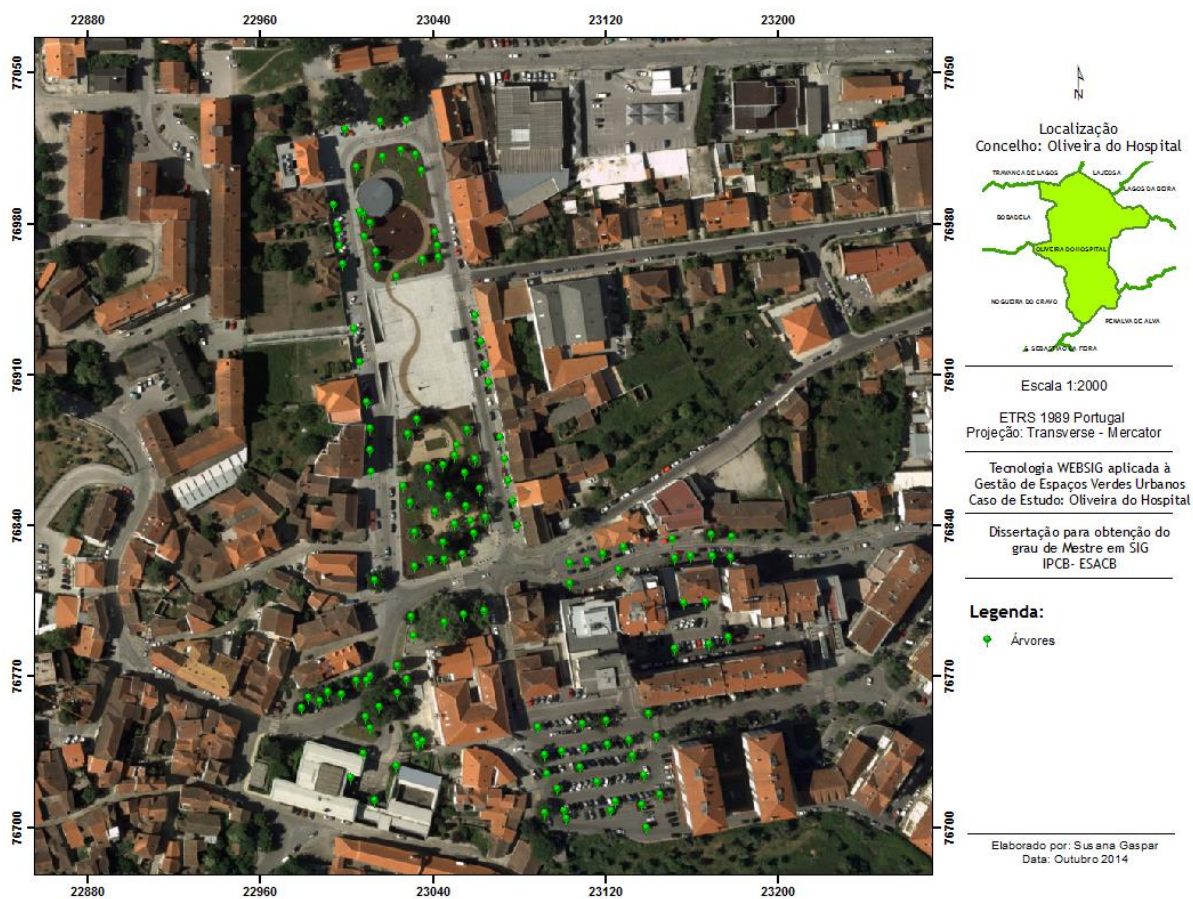 22880 22960 23040 23120 23200
77050 77050
76980 76980
76910 76910
76840 76840
76770 76770
76700 76700
22880 22960 23040 23120 23200
N
Localização
Concelho: Oliveira do Hospital
TRAVANCA DE LAGOS
LAJEOSA
LAGOS DA BEIRA
BOBADELA
OLIVEIRA DO HOSPITAL
NOGUEIRA DO CRAVO
PENALVA DE ALVA
S. SEBASTIAO DA FEIRA
Escala 1:2000
ETRS 1989 Portugal
Projeção: Transverse - Mercator
Tecnologia WEBSIG aplicada à
Gestão de Espaços Verdes Urbanos
Caso de Estudo: Oliveira do Hospital
Dissertação para obtenção do
grau de Mestre em SIG
IPCB- ESACB
Legenda:
Árvores
Elaborado por: Susana Gaspar
Data: Outubro 2014